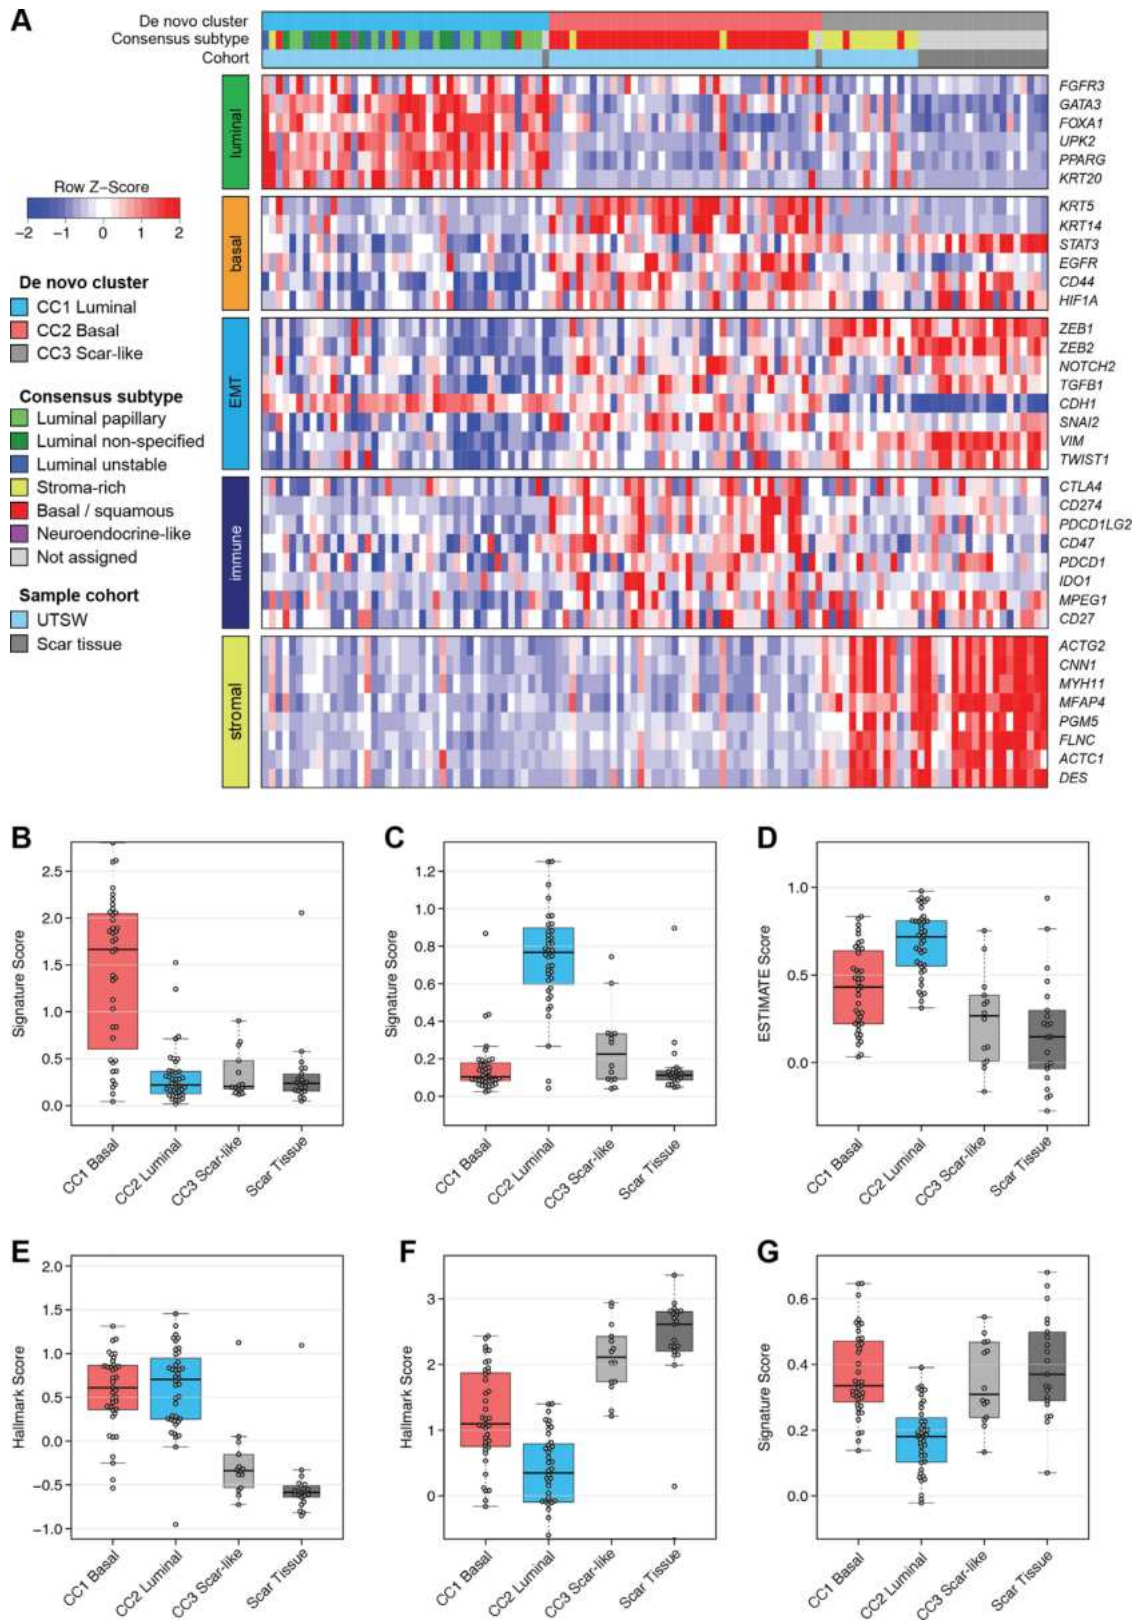 A
De novo cluster
Consensus subtype
Cohort
Row Z–Score
−2 −1 0 1 2
De novo cluster
CC1 Luminal
CC2 Basal
CC3 Scar-like
Consensus subtype
Luminal papillary
Luminal non-specified
Luminal unstable
Stroma-rich
Basal / squamous
Neuroendocrine-like
Not assigned
Sample cohort
UTSW
Scar tissue
luminal
FGFR3
GATA3
FOXA1
UPK2
PPARG
KRT20
basal
KRT5
KRT14
STAT3
EGFR
CD44
HIF1A
EMT
ZEB1
ZEB2
NOTCH2
TGFB1
CDH1
SNAI2
VIM
TWIST1
immune
CTLA4
CD274
PDCD1LG2
CD47
PDCD1
IDO1
MPEG1
CD27
stromal
ACTG2
CNN1
MYH11
MFAP4
PGM5
FLNC
ACTC1
DES
B
Signature Score
2.5
2.0
1.5
1.0
0.5
0.0
CC1 Basal
CC2 Luminal
CC3 Scar-like
Scar Tissue
C
Signature Score
1.2
1.0
0.8
0.6
0.4
0.2
0.0
CC1 Basal
CC2 Luminal
CC3 Scar-like
Scar Tissue
D
ESTIMATE Score
1.0
0.5
0.0
CC1 Basal
CC2 Luminal
CC3 Scar-like
Scar Tissue
E
Hallmark Score
2.0
1.5
1.0
0.5
0.0
−0.5
−1.0
CC1 Basal
CC2 Luminal
CC3 Scar-like
Scar Tissue
F
Hallmark Score
3
2
1
0
CC1 Basal
CC2 Luminal
CC3 Scar-like
Scar Tissue
G
Signature Score
0.6
0.4
0.2
0.0
CC1 Basal
CC2 Luminal
CC3 Scar-like
Scar Tissue